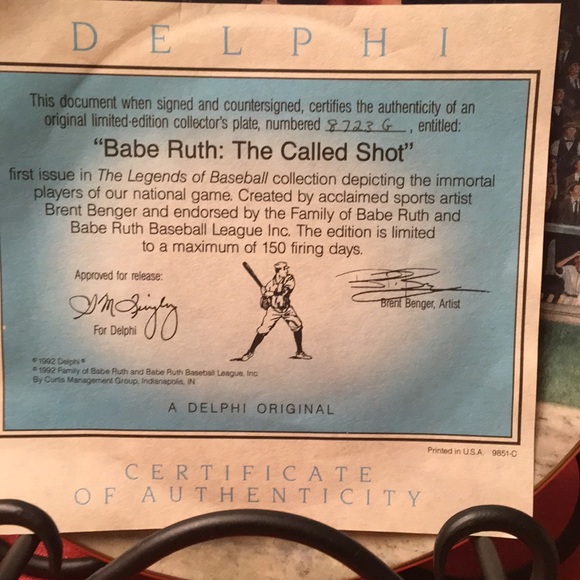 DELPHI
This document when signed and countersigned, certifies the authenticity of an
original limited-edition collector's plate, numbered 8723G, entitled:
"Babe Ruth: The Called Shot"
first issue in The Legends of Baseball collection depicting the immortal
players of our national game. Created by acclaimed sports artist
Brent Benger and endorsed by the Family of Babe Ruth and
Babe Ruth Baseball League Inc. The edition is limited
to a maximum of 150 firing days.
Approved for release:
For Delphi
Brent Benger, Artist
©1992 Delphi®
©1992 Family of Babe Ruth and Babe Ruth Baseball League, Inc.
By Curtis Management Group, Indianapolis, IN
A DELPHI ORIGINAL
Printed in U.S.A. 9851-C
CERTIFICATE
OF AUTHENTICITY